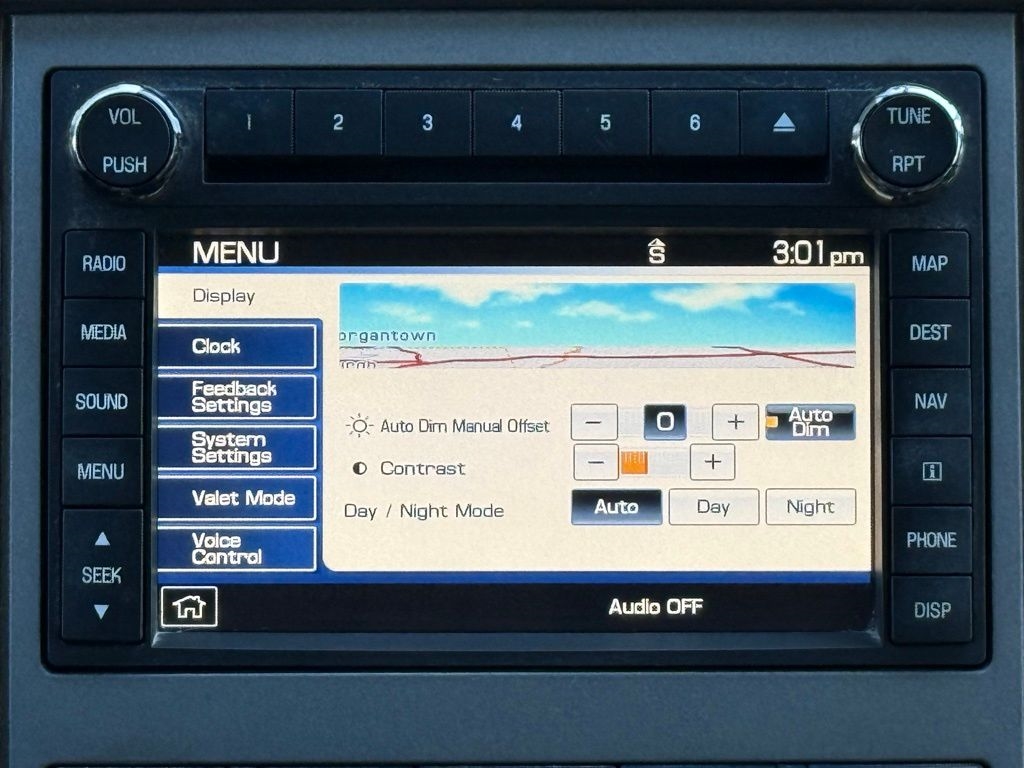 VOL
PUSH
1
2
3
4
5
6
TUNE
RPT
RADIO
MEDIA
SOUND
MENU
SEEK
MENU
S
3:01 pm
Display
Clock
Feedback
Settings
System
Settings
Valet Mode
Voice
Control
organtown
Auto Dim Manual Offset
−
0
+
Auto
Dim
Contrast
−
+
Day / Night Mode
Auto
Day
Night
Audio OFF
MAP
DEST
NAV
i
PHONE
DISP